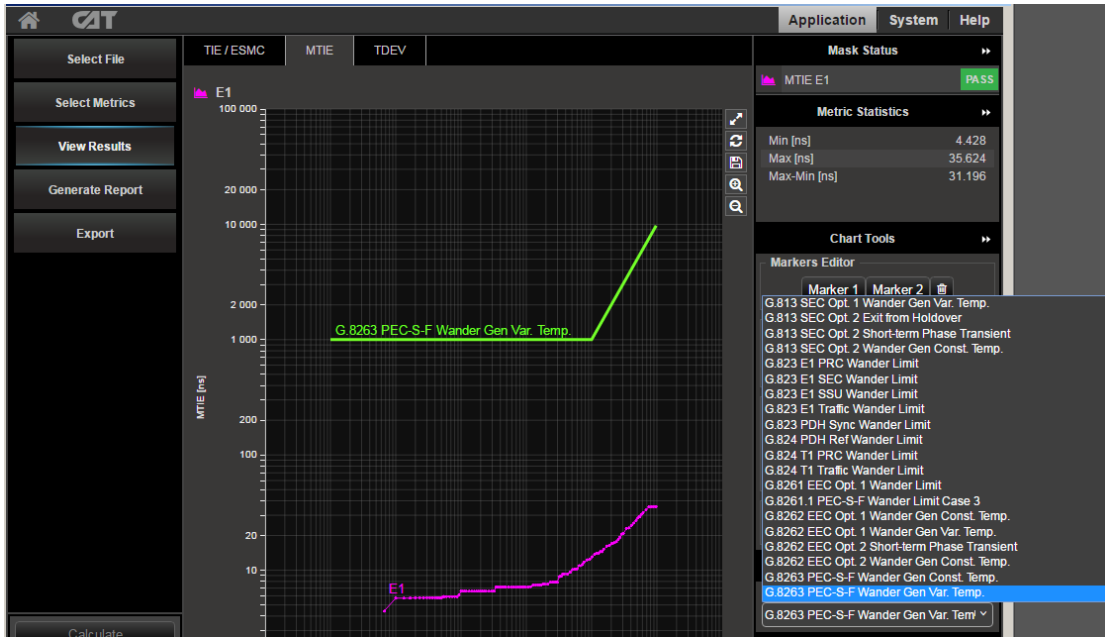 CAT
Application System Help
Select File
Select Metrics
View Results
Generate Report
Export
Calculate
TIE / ESMC MTIE TDEV
E1
100 000
20 000
10 000
2 000
1 000
200
100
20
10
MTIE [ns]
G.8263 PEC-S-F Wander Gen Var. Temp.
E1
Mask Status
MTIE E1 PASS
Metric Statistics
Min [ns] 4.428
Max [ns] 35.624
Max-Min [ns] 31.196
Chart Tools
Markers Editor
Marker 1 Marker 2
G.813 SEC Opt. 1 Wander Gen Var. Temp.
G.813 SEC Opt. 2 Exit from Holdover
G.813 SEC Opt. 2 Short-term Phase Transient
G.813 SEC Opt. 2 Wander Gen Const. Temp.
G.823 E1 PRC Wander Limit
G.823 E1 SEC Wander Limit
G.823 E1 SSU Wander Limit
G.823 E1 Traffic Wander Limit
G.823 PDH Sync Wander Limit
G.824 PDH Ref Wander Limit
G.824 T1 PRC Wander Limit
G.824 T1 Traffic Wander Limit
G.8261 EEC Opt. 1 Wander Limit
G.8261.1 PEC-S-F Wander Limit Case 3
G.8262 EEC Opt. 1 Wander Gen Const. Temp.
G.8262 EEC Opt. 1 Wander Gen Var. Temp.
G.8262 EEC Opt. 2 Short-term Phase Transient
G.8262 EEC Opt. 2 Wander Gen Const. Temp.
G.8263 PEC-S-F Wander Gen Const. Temp.
G.8263 PEC-S-F Wander Gen Var. Temp.
G.8263 PEC-S-F Wander Gen Var. Tem